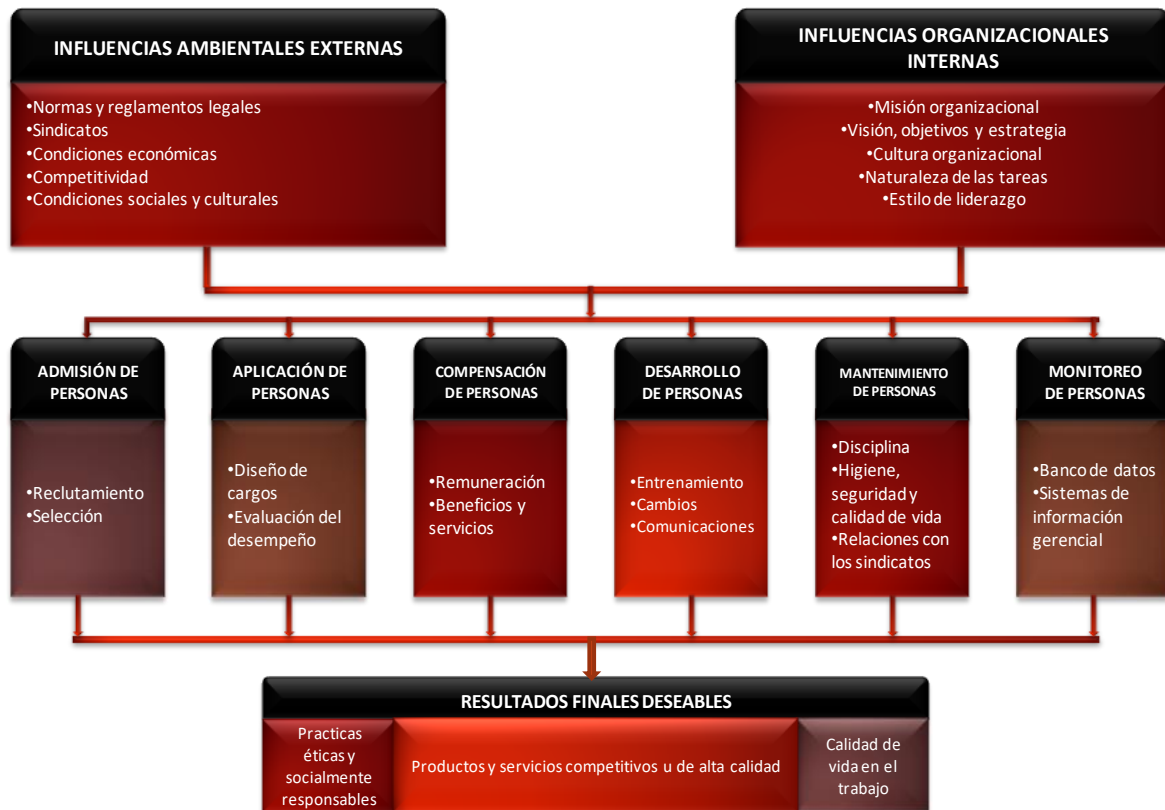 INFLUENCIAS AMBIENTALES EXTERNAS
•Normas y reglamentos legales
•Sindicatos
•Condiciones económicas
•Competitividad
•Condiciones sociales y culturales
INFLUENCIAS ORGANIZACIONALES
INTERNAS
•Misión organizacional
•Visión, objetivos y estrategia
•Cultura organizacional
•Naturaleza de las tareas
•Estilo de liderazgo
ADMISIÓN DE
PERSONAS
•Reclutamiento
•Selección
APLICACIÓN DE
PERSONAS
•Diseño de
cargos
•Evaluación del
desempeño
COMPENSACIÓN
DE PERSONAS
•Remuneración
•Beneficios y
servicios
DESARROLLO
DE PERSONAS
•Entrenamiento
•Cambios
•Comunicaciones
MANTENIMIENTO
DE PERSONAS
•Disciplina
•Higiene,
seguridad y
calidad de vida
•Relaciones con
los sindicatos
MONITOREO
DE PERSONAS
•Banco de datos
•Sistemas de
información
gerencial
RESULTADOS FINALES DESEABLES
Practicas
éticas y
socialmente
responsables
Productos y servicios competitivos u de alta calidad
Calidad de
vida en el
trabajo